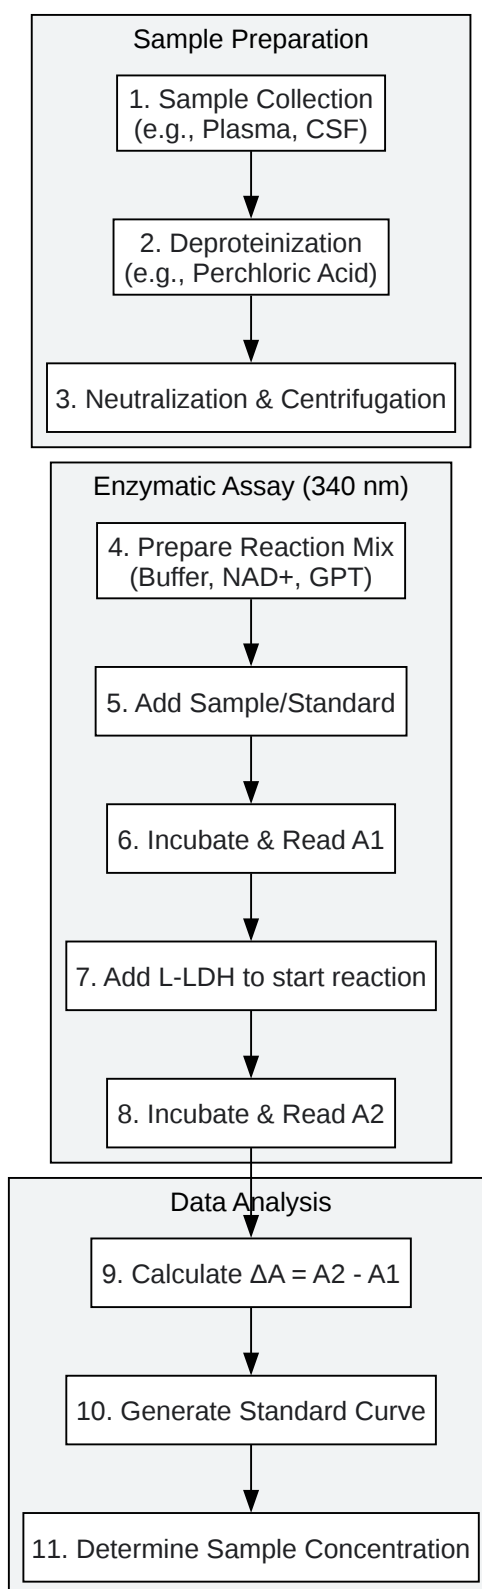 Sample Preparation
1. Sample Collection
(e.g., Plasma, CSF)
2. Deproteinization
(e.g., Perchloric Acid)
3. Neutralization & Centrifugation
Enzymatic Assay (340 nm)
4. Prepare Reaction Mix
(Buffer, NAD+, GPT)
5. Add Sample/Standard
6. Incubate & Read A1
7. Add L-LDH to start reaction
8. Incubate & Read A2
Data Analysis
9. Calculate ΔA = A2 - A1
10. Generate Standard Curve
11. Determine Sample Concentration